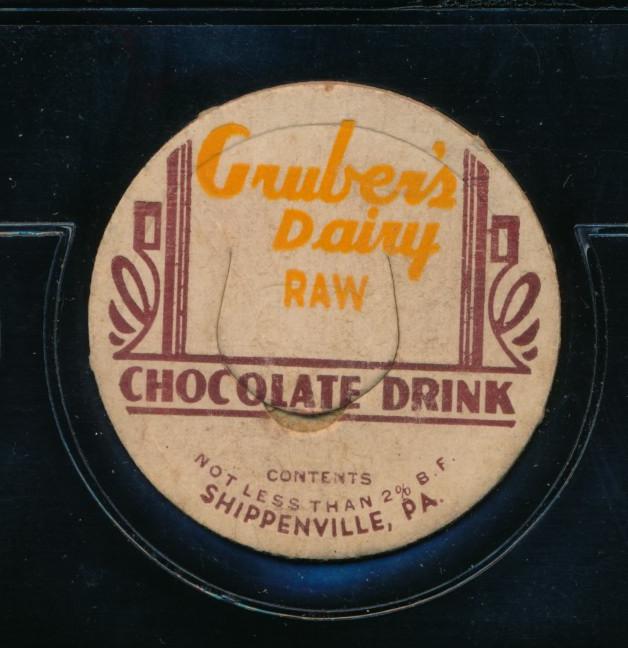 Gruber's
Dairy
RAW
CHOCOLATE DRINK
CONTENTS
NOT LESS THAN 2% B.F.
SHIPPENVILLE, PA.